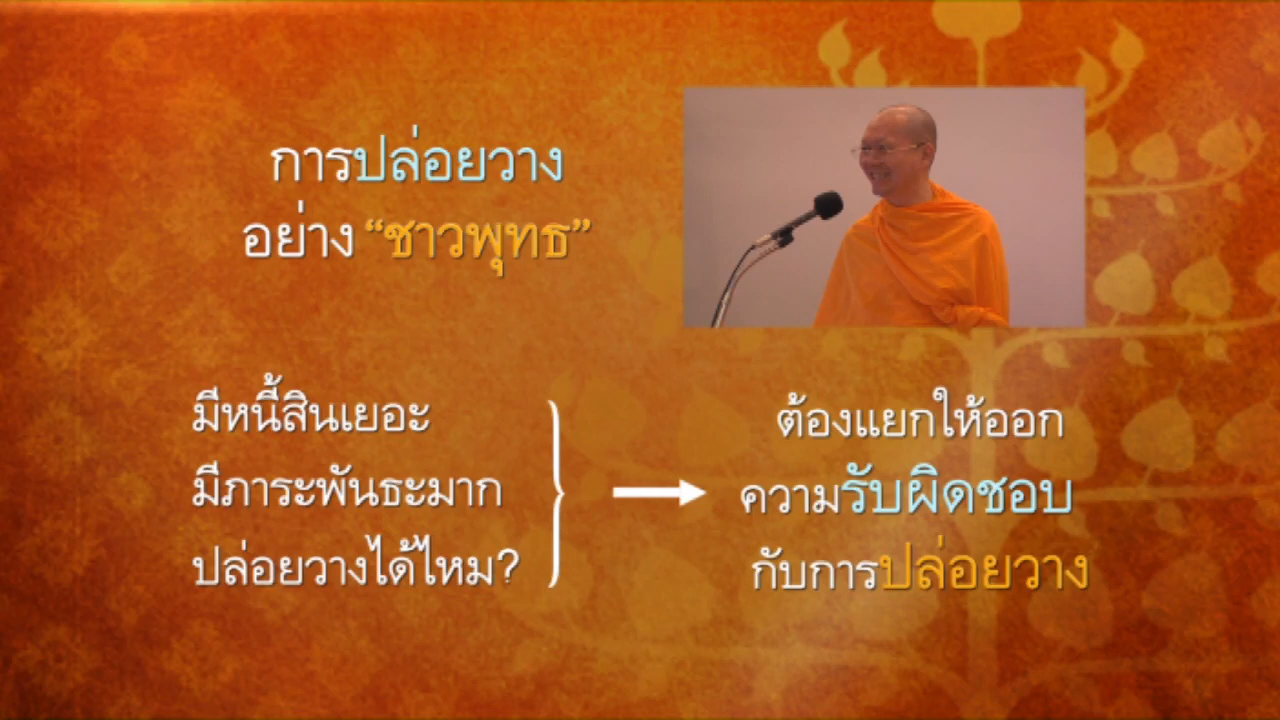 การปล่อยวาง
อย่าง “ชาวพุทธ”
มีหนี้สินเยอะ
มีภาระพันธะมาก
ปล่อยวางได้ไหม?
ต้องแยกให้ออก
ความรับผิดชอบ
กับการปล่อยวาง